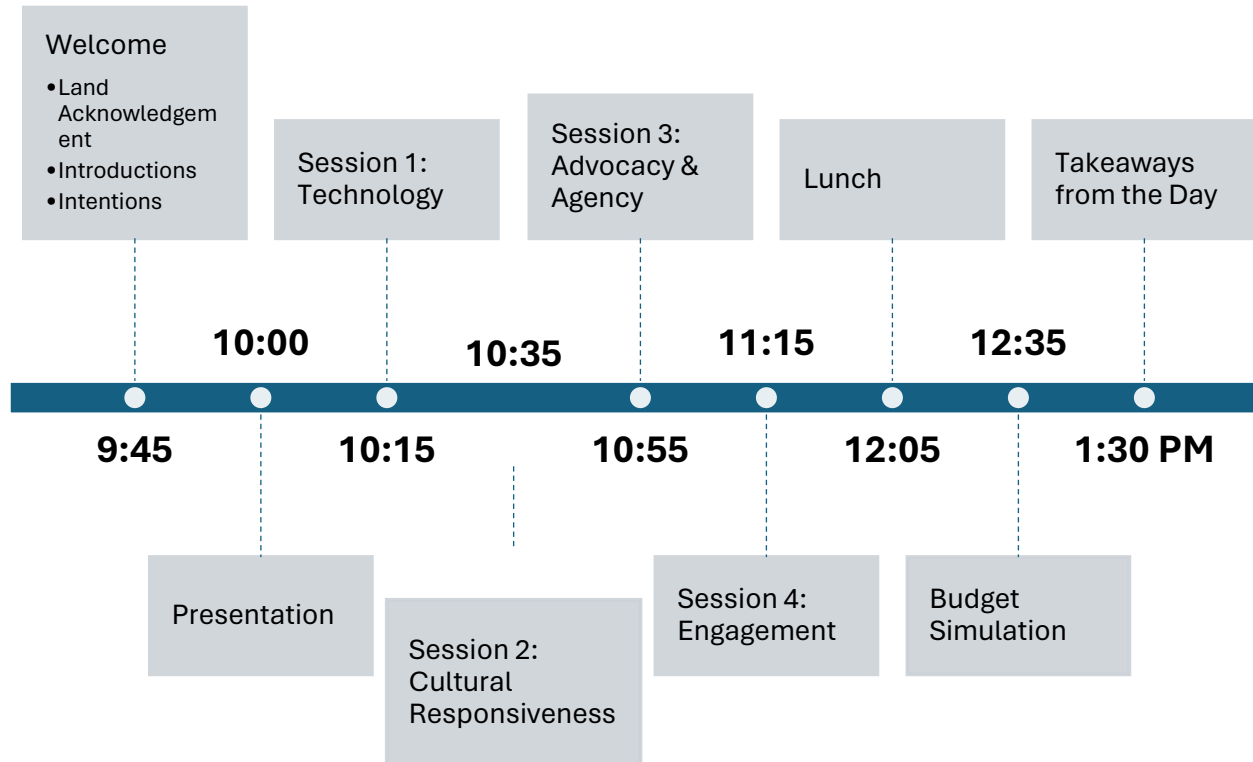 Welcome
•Land
Acknowledgem
ent
•Introductions
•Intentions
Session 1:
Technology
Session 3:
Advocacy &
Agency
Lunch
Takeaways
from the Day
10:00
10:35
11:15
12:35
9:45
10:15
10:55
12:05
1:30 PM
Presentation
Session 2:
Cultural
Responsiveness
Session 4:
Engagement
Budget
Simulation